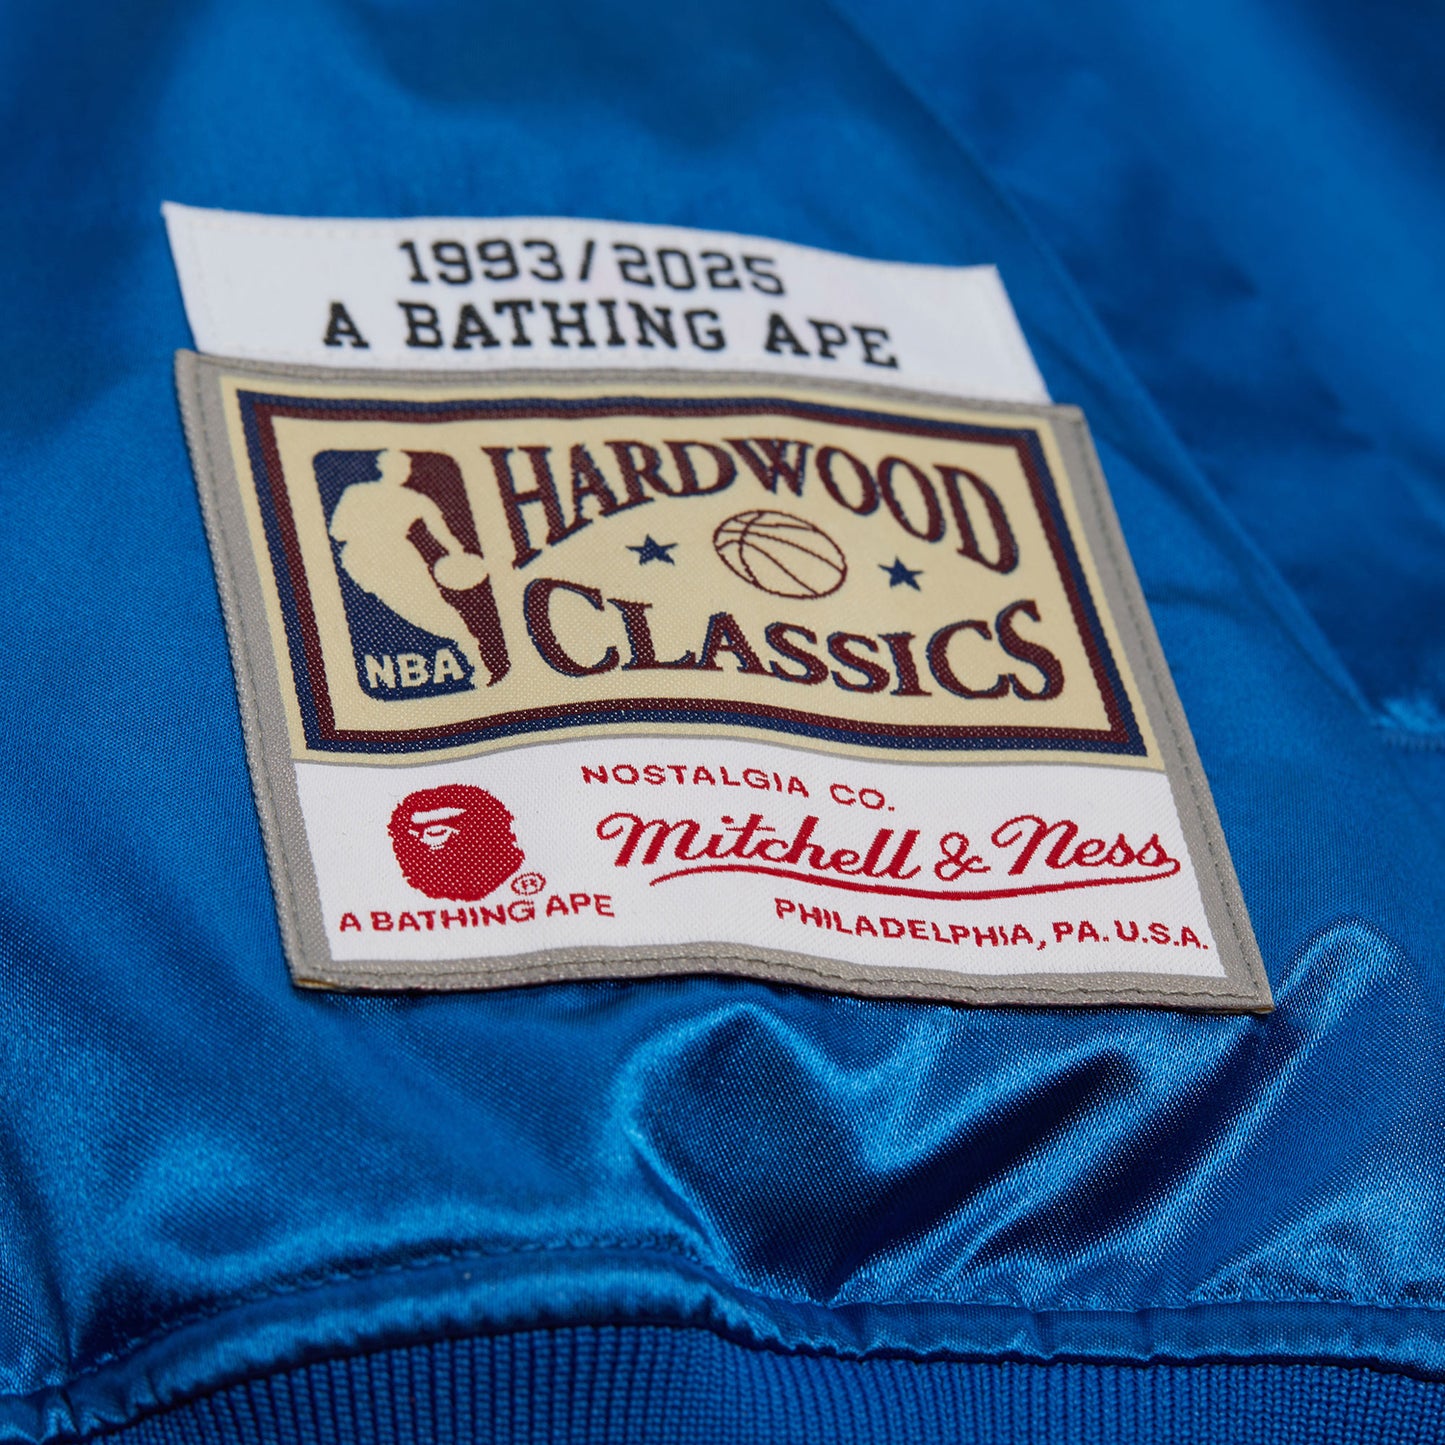 1993/2025
A BATHING APE
HARDWOOD
CLASSICS
NBA
NOSTALGIA CO.
Mitchell & Ness
®
A BATHING APE
PHILADELPHIA, PA. U.S.A.